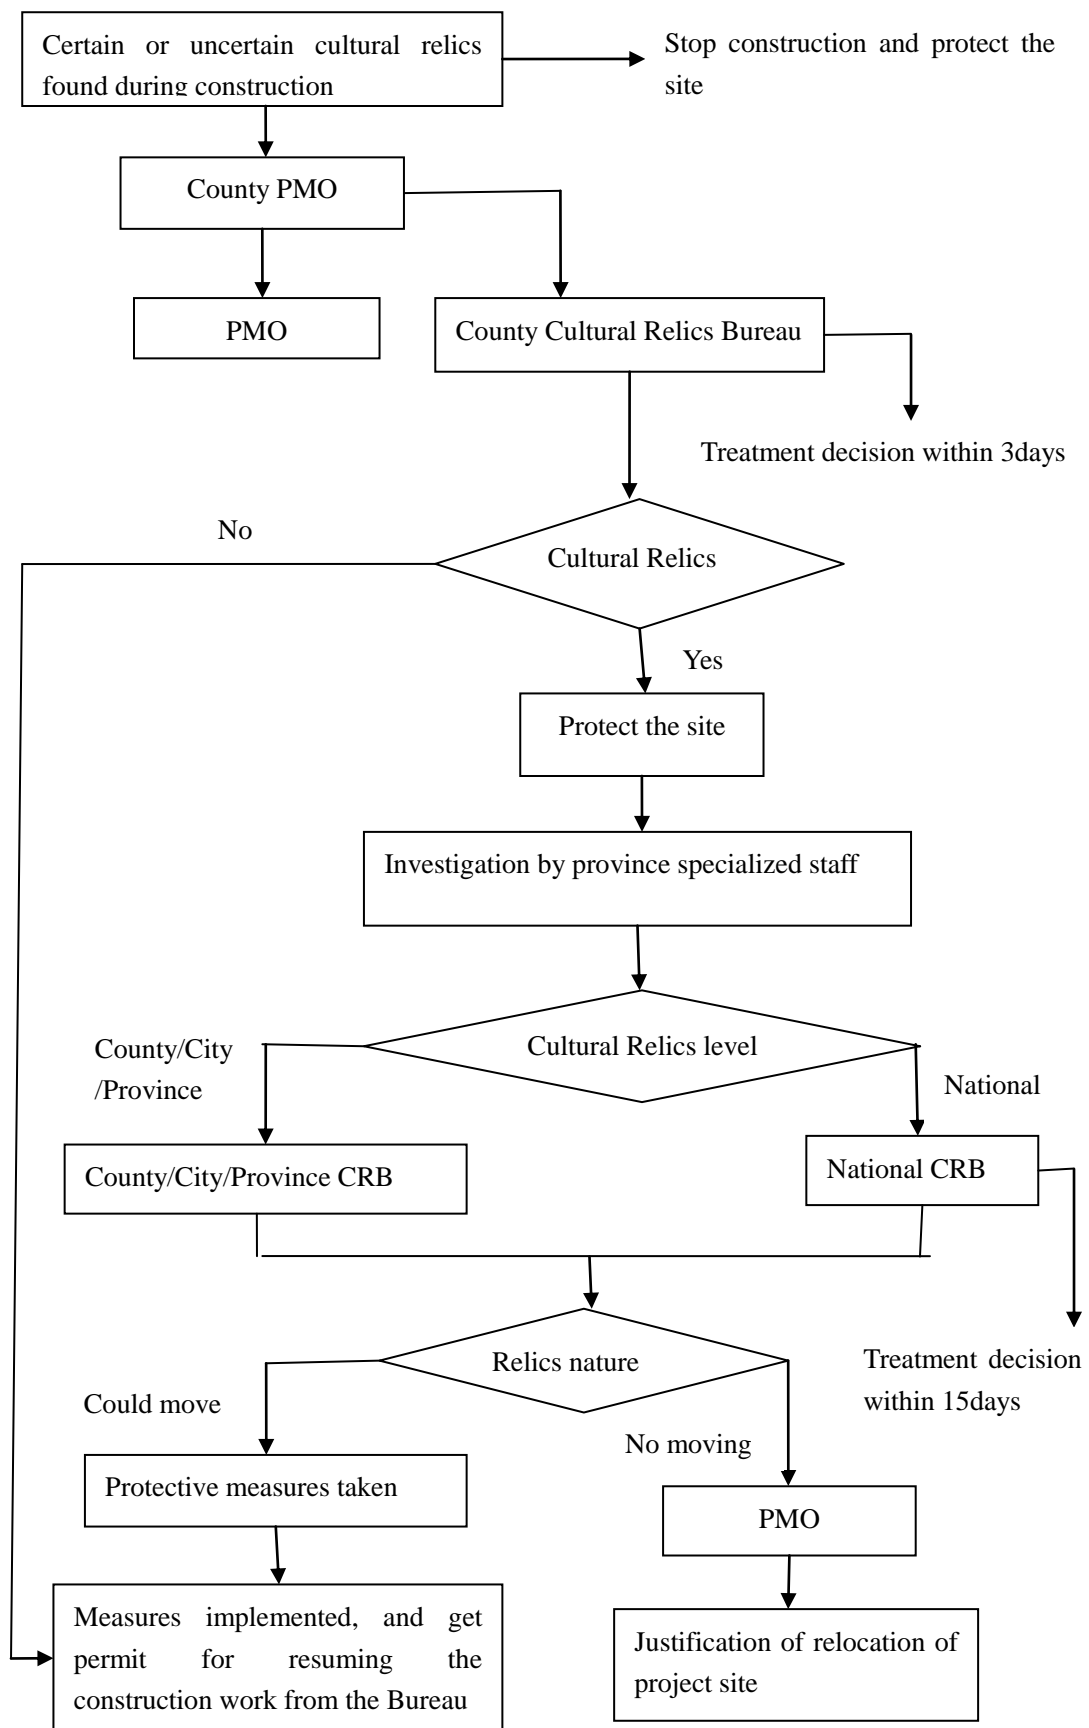 Certain or uncertain cultural relics
found during construction
Stop construction and protect the
site
County PMO
PMO
County Cultural Relics Bureau
Treatment decision within 3days
No
Cultural Relics
Yes
Protect the site
Investigation by province specialized staff
County/City
/Province
Cultural Relics level
National
County/City/Province CRB
National CRB
Relics nature
Treatment decision
within 15days
Could move
No moving
Protective measures taken
PMO
Measures implemented, and get
permit for resuming the
construction work from the Bureau
Justification of relocation of
project site